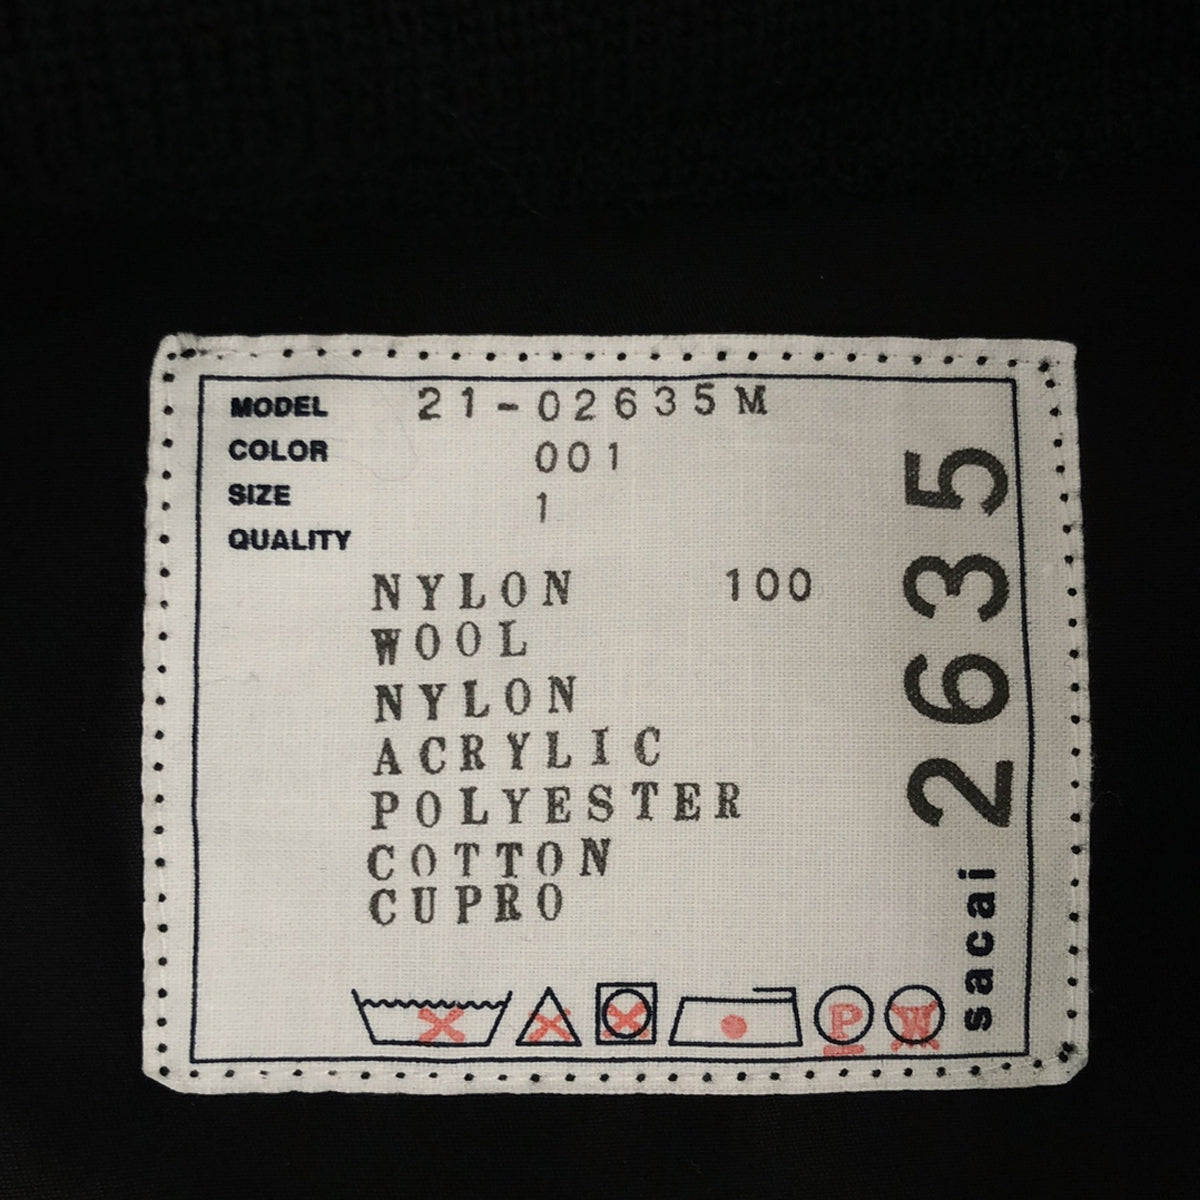 MODEL 21-02635M
COLOR 001
SIZE 1
QUALITY
NYLON 100
WOOL
NYLON
ACRYLIC
POLYESTER
COTTON
CUPRO
P W
sacai 2635